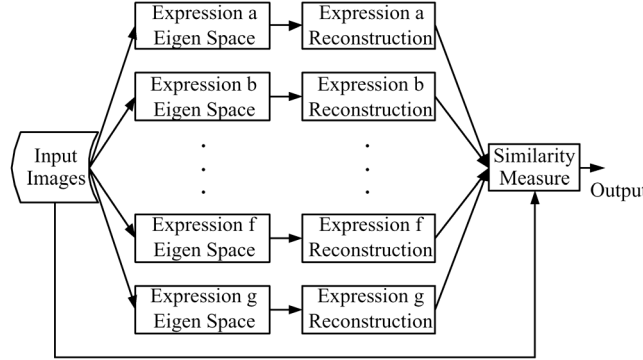 Expression a
Eigen Space
Expression a
Reconstruction
Expression b
Eigen Space
Expression b
Reconstruction
Input
Images
Similarity
Measure
Output
Expression f
Eigen Space
Expression f
Reconstruction
Expression g
Eigen Space
Expression g
Reconstruction